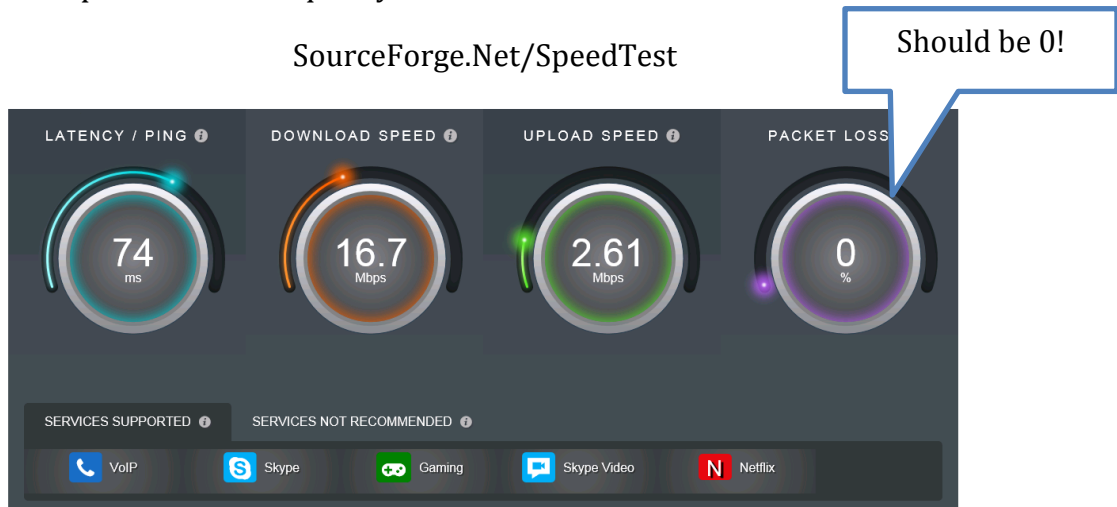 Should be 0!
SourceForge.Net/SpeedTest
LATENCY / PING
DOWNLOAD SPEED
UPLOAD SPEED
PACKET LOSS
74
ms
16.7
Mbps
2.61
Mbps
0
%
SERVICES SUPPORTED
SERVICES NOT RECOMMENDED
VoIP
Skype
Gaming
Skype Video
N Netflix